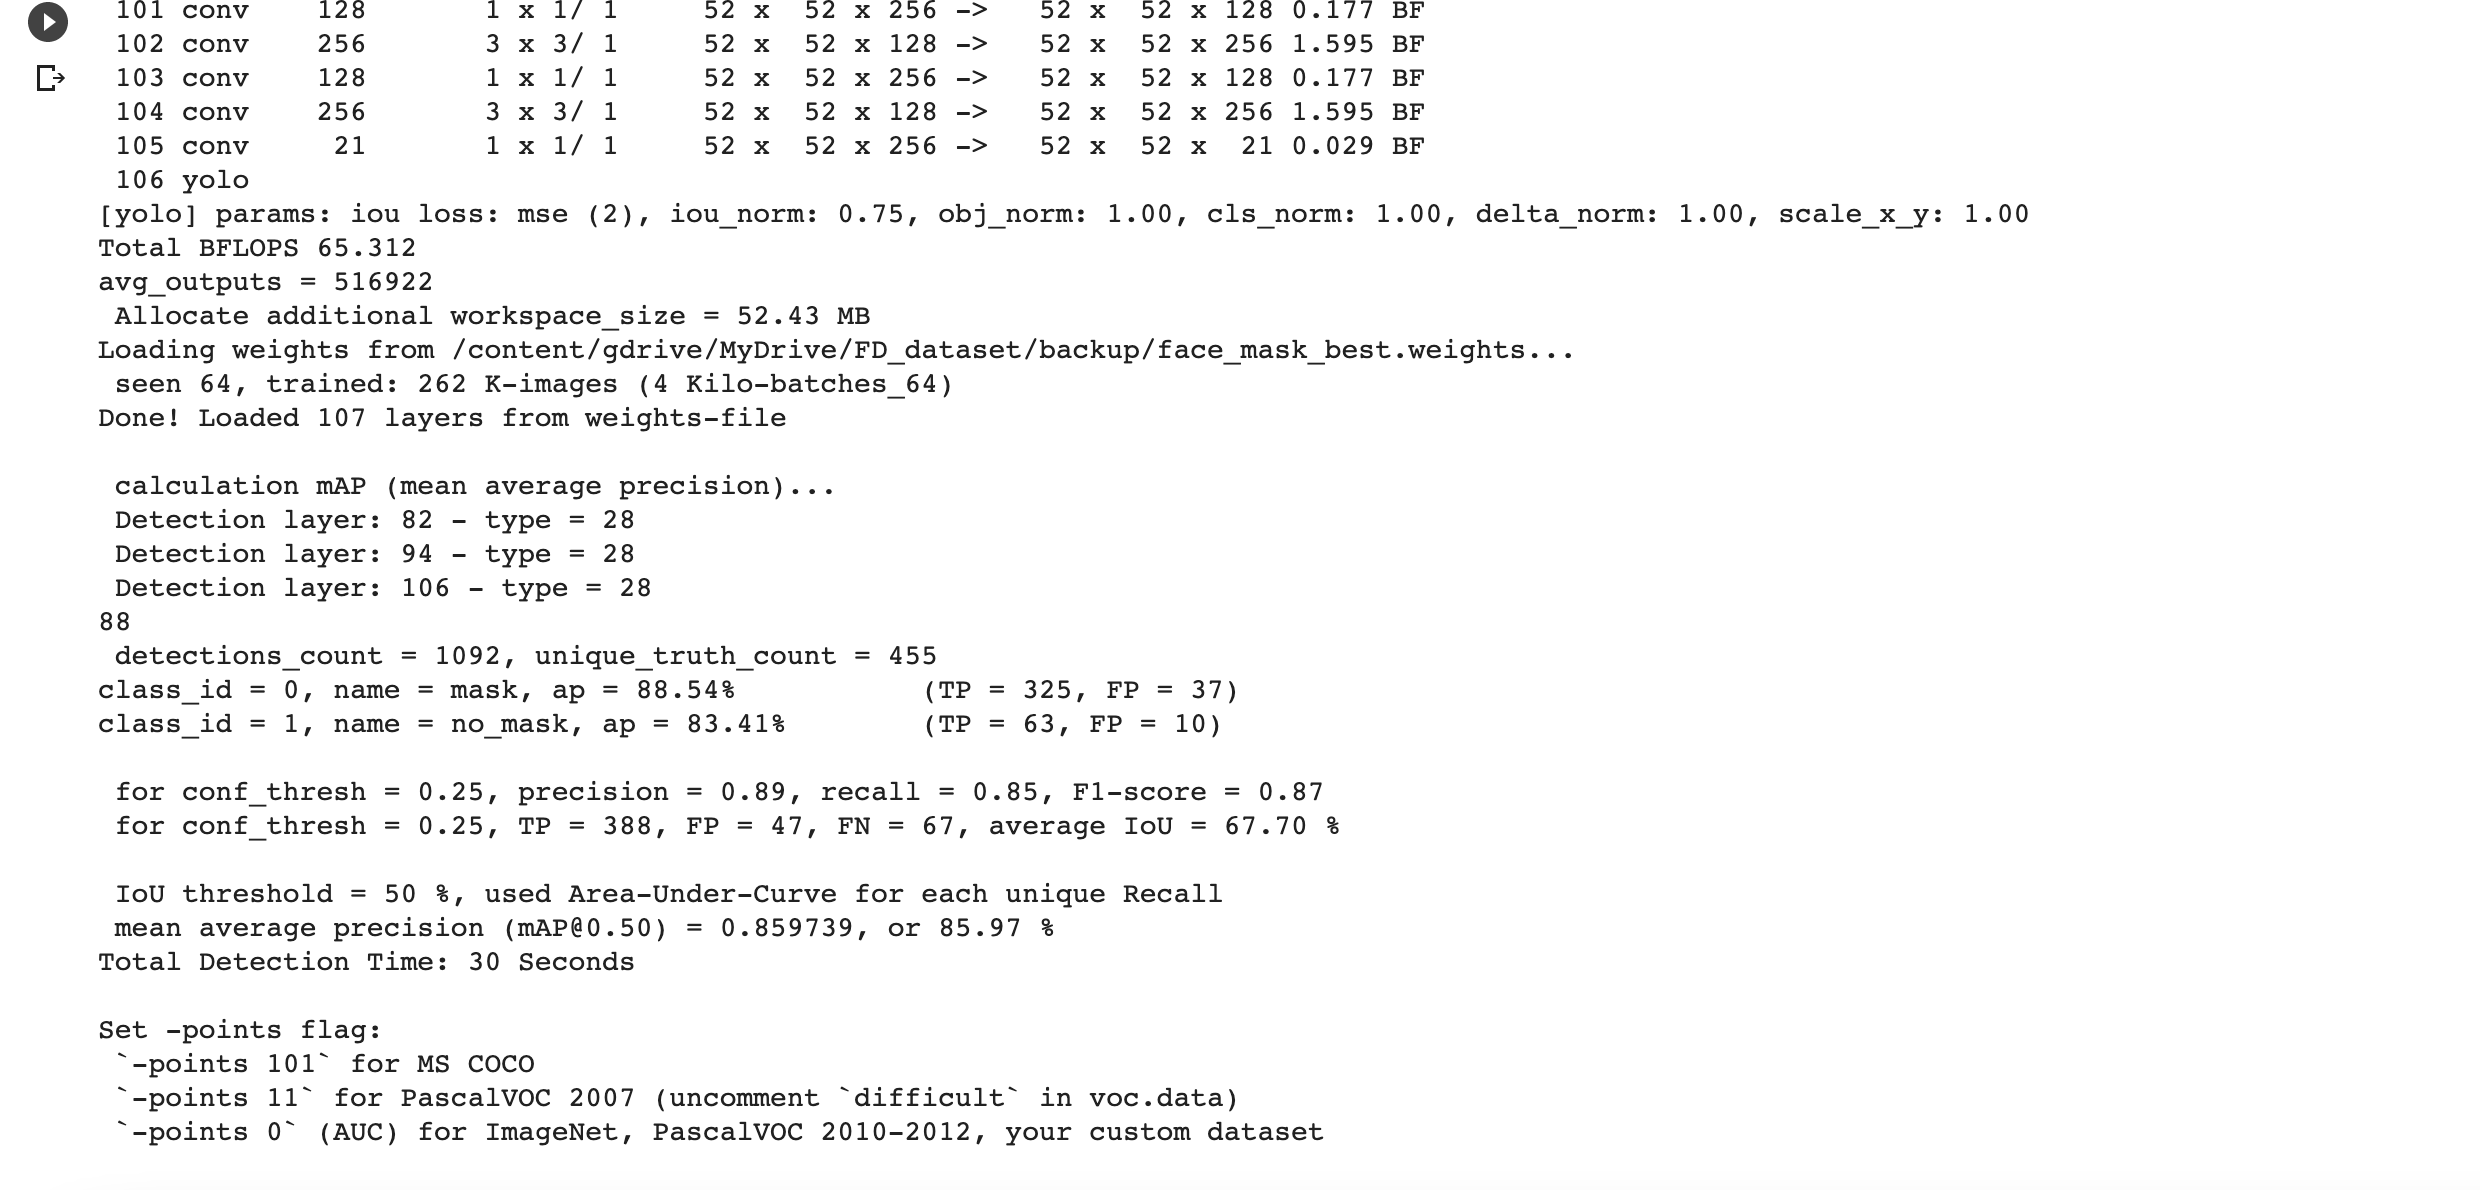 101 conv    128       1 x 1/ 1     52 x  52 x 256 ->   52 x  52 x 128 0.177 BF
102 conv    256       3 x 3/ 1     52 x  52 x 128 ->   52 x  52 x 256 1.595 BF
103 conv    128       1 x 1/ 1     52 x  52 x 256 ->   52 x  52 x 128 0.177 BF
104 conv    256       3 x 3/ 1     52 x  52 x 128 ->   52 x  52 x 256 1.595 BF
105 conv     21       1 x 1/ 1     52 x  52 x 256 ->   52 x  52 x  21 0.029 BF
106 yolo
[yolo] params: iou loss: mse (2), iou_norm: 0.75, obj_norm: 1.00, cls_norm: 1.00, delta_norm: 1.00, scale_x_y: 1.00
Total BFLOPS 65.312
avg_outputs = 516922
Allocate additional workspace_size = 52.43 MB
Loading weights from /content/gdrive/MyDrive/FD_dataset/backup/face_mask_best.weights...
seen 64, trained: 262 K-images (4 Kilo-batches_64)
Done! Loaded 107 layers from weights-file
calculation mAP (mean average precision)...
Detection layer: 82 - type = 28
Detection layer: 94 - type = 28
Detection layer: 106 - type = 28
88
detections_count = 1092, unique_truth_count = 455
class_id = 0, name = mask, ap = 88.54%           (TP = 325, FP = 37)
class_id = 1, name = no_mask, ap = 83.41%        (TP = 63, FP = 10)
for conf_thresh = 0.25, precision = 0.89, recall = 0.85, F1-score = 0.87
for conf_thresh = 0.25, TP = 388, FP = 47, FN = 67, average IoU = 67.70 %
IoU threshold = 50 %, used Area-Under-Curve for each unique Recall
mean average precision (mAP@0.50) = 0.859739, or 85.97 %
Total Detection Time: 30 Seconds
Set -points flag:
`-points 101` for MS COCO
`-points 11` for PascalVOC 2007 (uncomment `difficult` in voc.data)
`-points 0` (AUC) for ImageNet, PascalVOC 2010-2012, your custom dataset